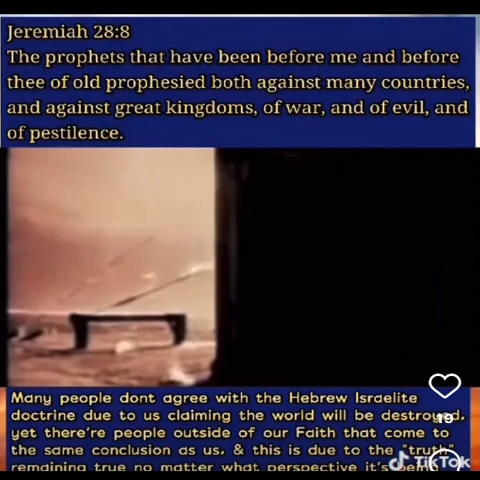 Jeremiah 28:8
The prophets that have been before me and before
thee of old prophesied both against many countries,
and against great kingdoms, of war, and of evil, and
of pestilence.
Many people dont agree with the Hebrew Israelite
doctrine due to us claiming the world will be destroyed.
19
yet there're people outside of our Faith that come to
the same conclusion as us, & this is due to the "truth"
remaining true no matter what perspective it's
TikTok